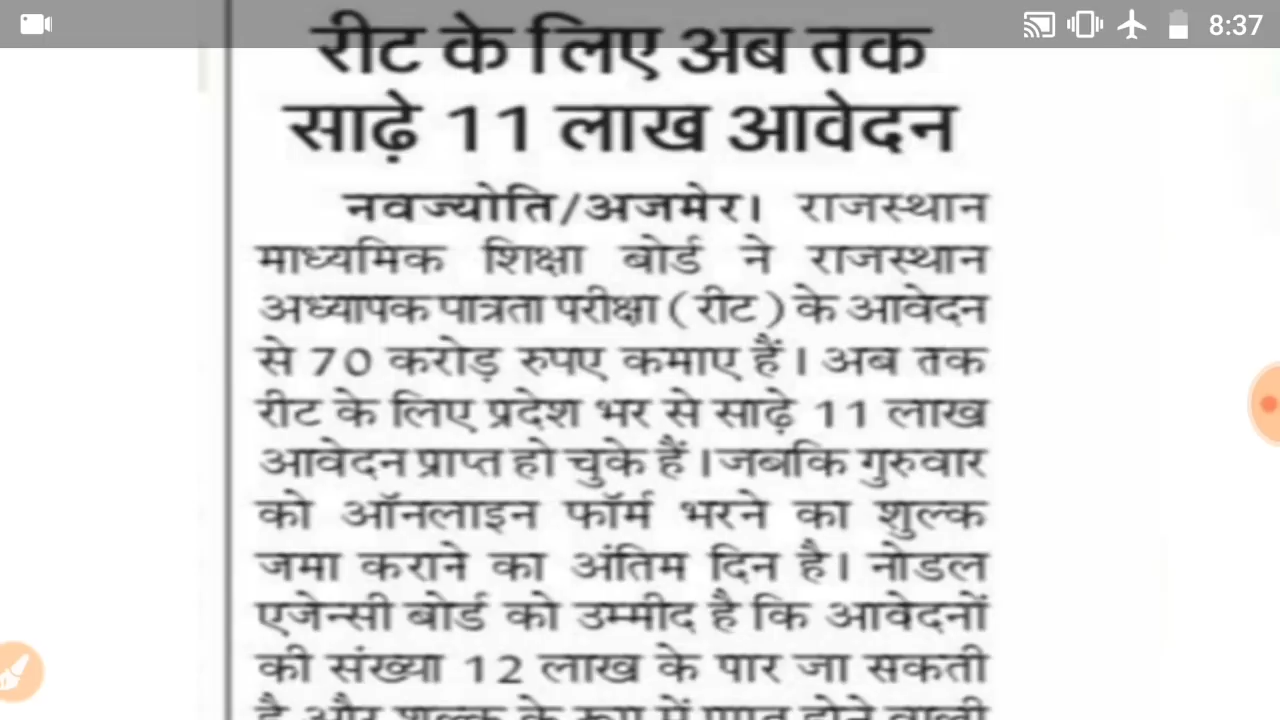 8:37
रीट के लिए अब तक
साढ़े 11 लाख आवेदन
नवज्योति/अजमेर। राजस्थान
माध्यमिक शिक्षा बोर्ड ने राजस्थान
अध्यापक पात्रता परीक्षा (रीट) के आवेदन
से 70 करोड़ रुपए कमाए हैं। अब तक
रीट के लिए प्रदेश भर से साढ़े 11 लाख
आवेदन प्राप्त हो चुके हैं।जबकि गुरुवार
को ऑनलाइन फॉर्म भरने का शुल्क
जमा कराने का अंतिम दिन है। नोडल
एजेन्सी बोर्ड को उम्मीद है कि आवेदनों
की संख्या 12 लाख के पार जा सकती
है और शुल्क के रूप में प्राप्त होने वाली